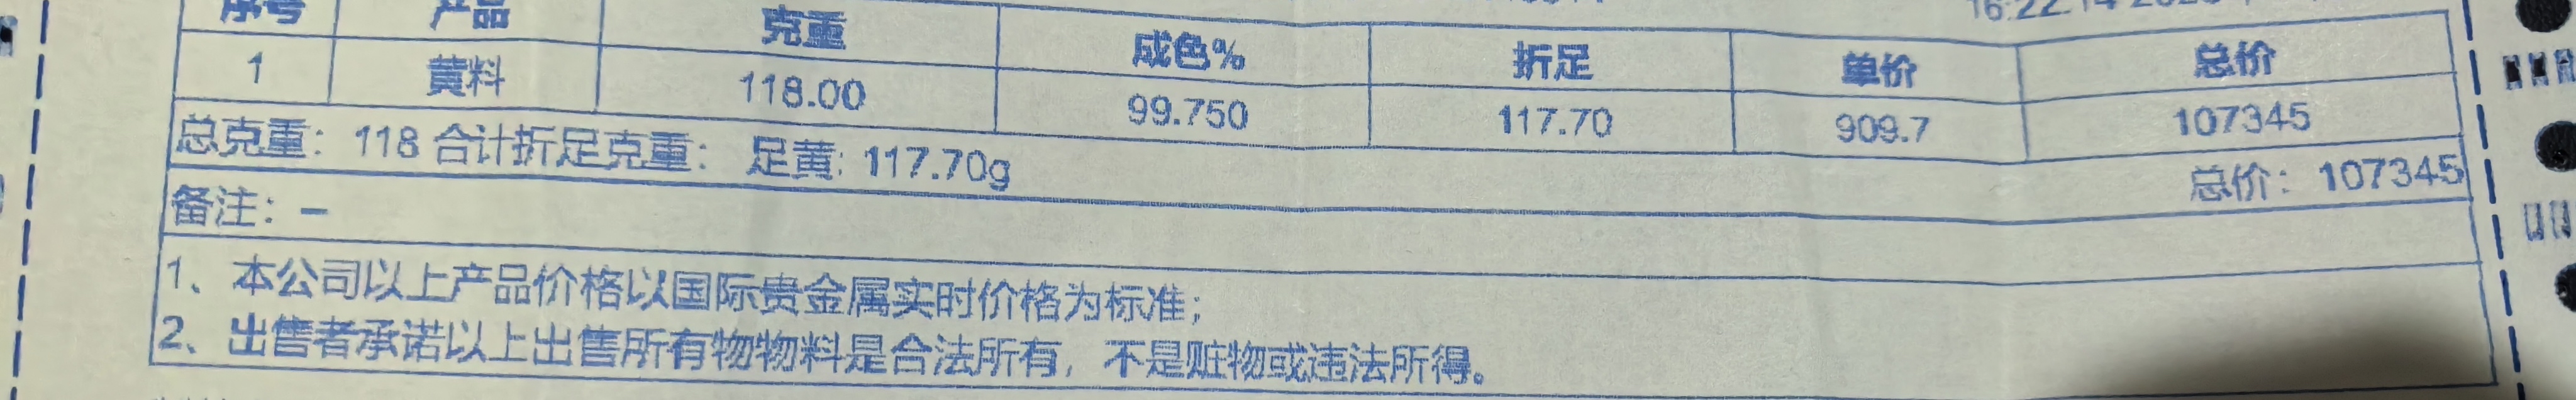 序号 产品 克重 成色% 折足 单价 总价
1 黄料 118.00 99.750 117.70 909.7 107345
总克重：118 合计折足克重： 足黄: 117.70g 总价：107345
备注：–
1、本公司以上产品价格以国际贵金属实时价格为标准；
2、出售者承诺以上出售所有物物料是合法所有，不是赃物或违法所得。